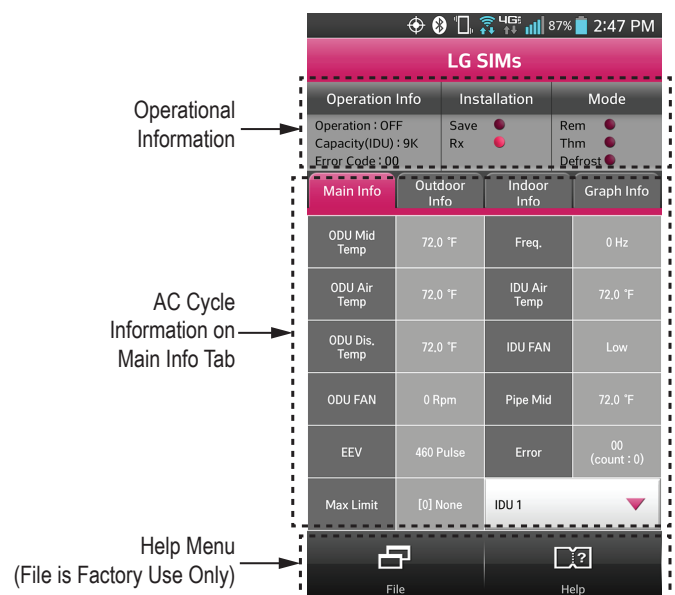 4G 87% 2:47 PM
LG SIMs
Operational
Information
Operation Info Installation Mode
Operation : OFF Save Rem
Capacity(IDU) : 9K Rx Thm
Error Code : 00 Defrost
AC Cycle
Information on
Main Info Tab
Main Info Outdoor Info Indoor Info Graph Info
ODU Mid Temp 72.0 °F Freq. 0 Hz
ODU Air Temp 72.0 °F IDU Air Temp 72.0 °F
ODU Dis. Temp 72.0 °F IDU FAN Low
ODU FAN 0 Rpm Pipe Mid 72.0 °F
EEV 460 Pulse Error 00 (count : 0)
Max Limit [0] None IDU 1
Help Menu
(File is Factory Use Only)
File Help